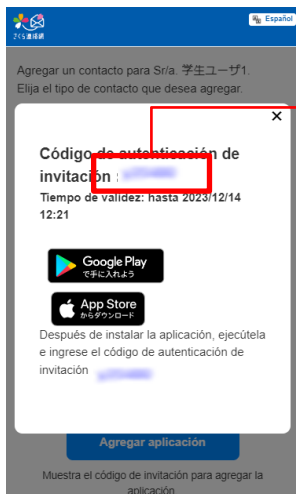 Español
さくら連絡網
Agregar un contacto para Sr/a. 学生ユーザ1.
Elija el tipo de contacto que desea agregar.
×
Código de autenticación de
invitación :
Tiempo de validez: hasta 2023/12/14
12:21
Google Play
で手に入れよう
App Store
からダウンロード
Después de instalar la aplicación, ejecútela
e ingrese el código de autenticación de
invitación
Agregar aplicación
Muestra el código de invitación para agregar la
aplicación